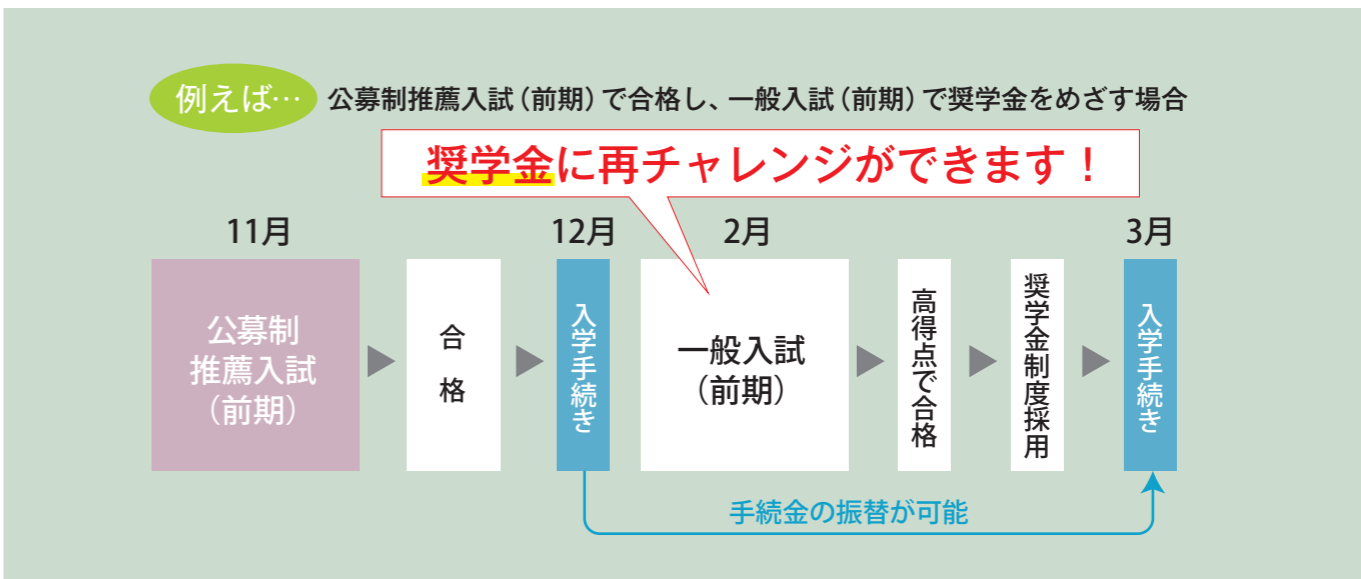 例えば…
公募制推薦入試（前期）で合格し、一般入試（前期）で奨学金をめざす場合
奨学金に再チャレンジができます！
11月
12月
2月
3月
公募制
推薦入試
（前期）
合格
入学手続き
一般入試
（前期）
高得点で合格
奨学金制度採用
入学手続き
手続金の振替が可能